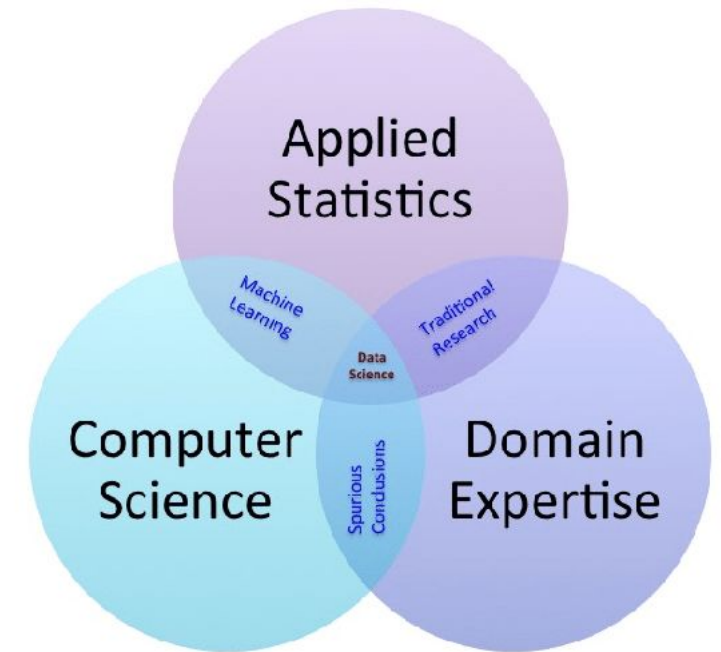 Applied
Statistics
Machine
Learning
Traditional
Research
Data
Science
Computer
Science
Domain
Expertise
Spurious
Conclusions